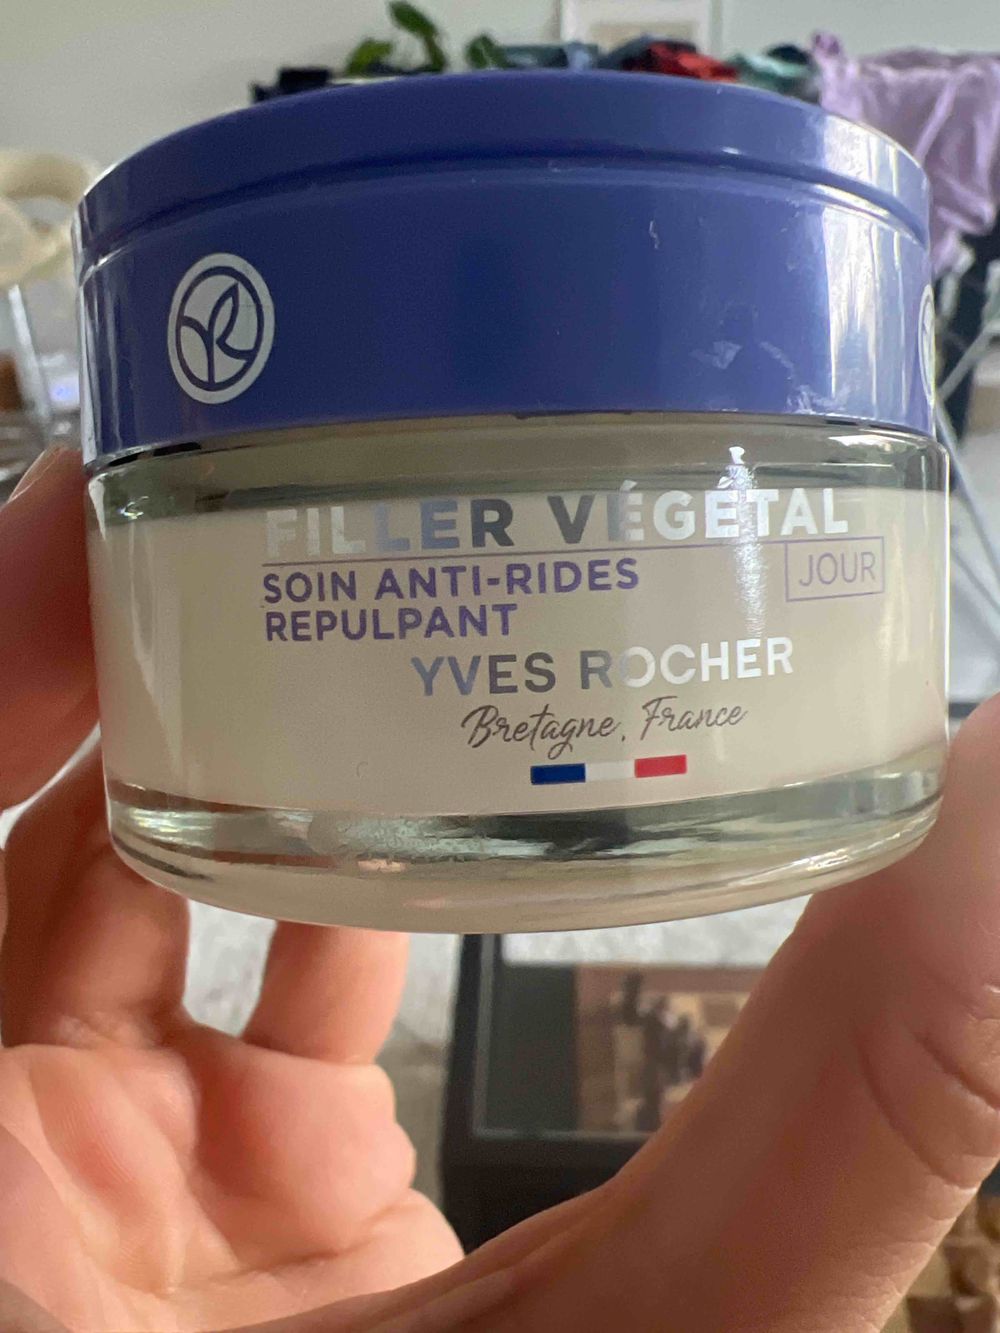 FILLER VÉGÉTAL
SOIN ANTI-RIDES
REPULPANT
JOUR
YVES ROCHER
Bretagne, France